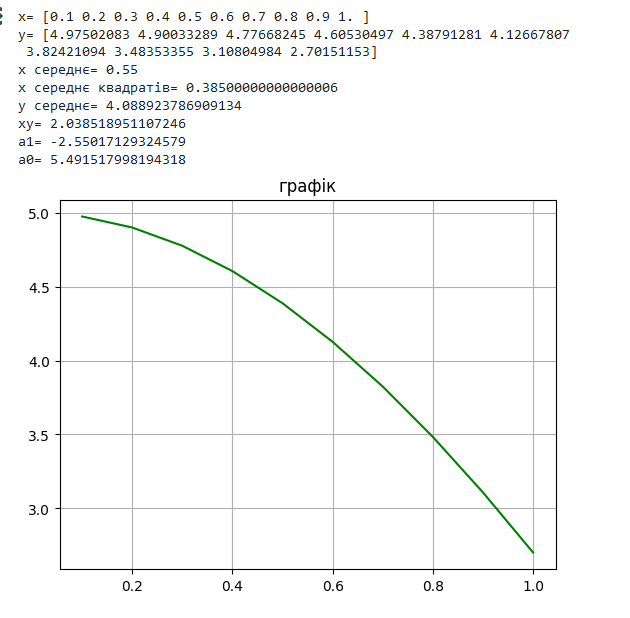 x= [0.1 0.2 0.3 0.4 0.5 0.6 0.7 0.8 0.9 1. ]
y= [4.97502083 4.90033289 4.77668245 4.60530497 4.38791281 4.12667807
3.82421094 3.48353355 3.10804984 2.70151153]
x середнє= 0.55
x середнє квадратів= 0.38500000000000006
y середнє= 4.088923786909134
xy= 2.038518951107246
a1= -2.55017129324579
a0= 5.491517998194318
графік
5.0
4.5
4.0
3.5
3.0
0.2 0.4 0.6 0.8 1.0